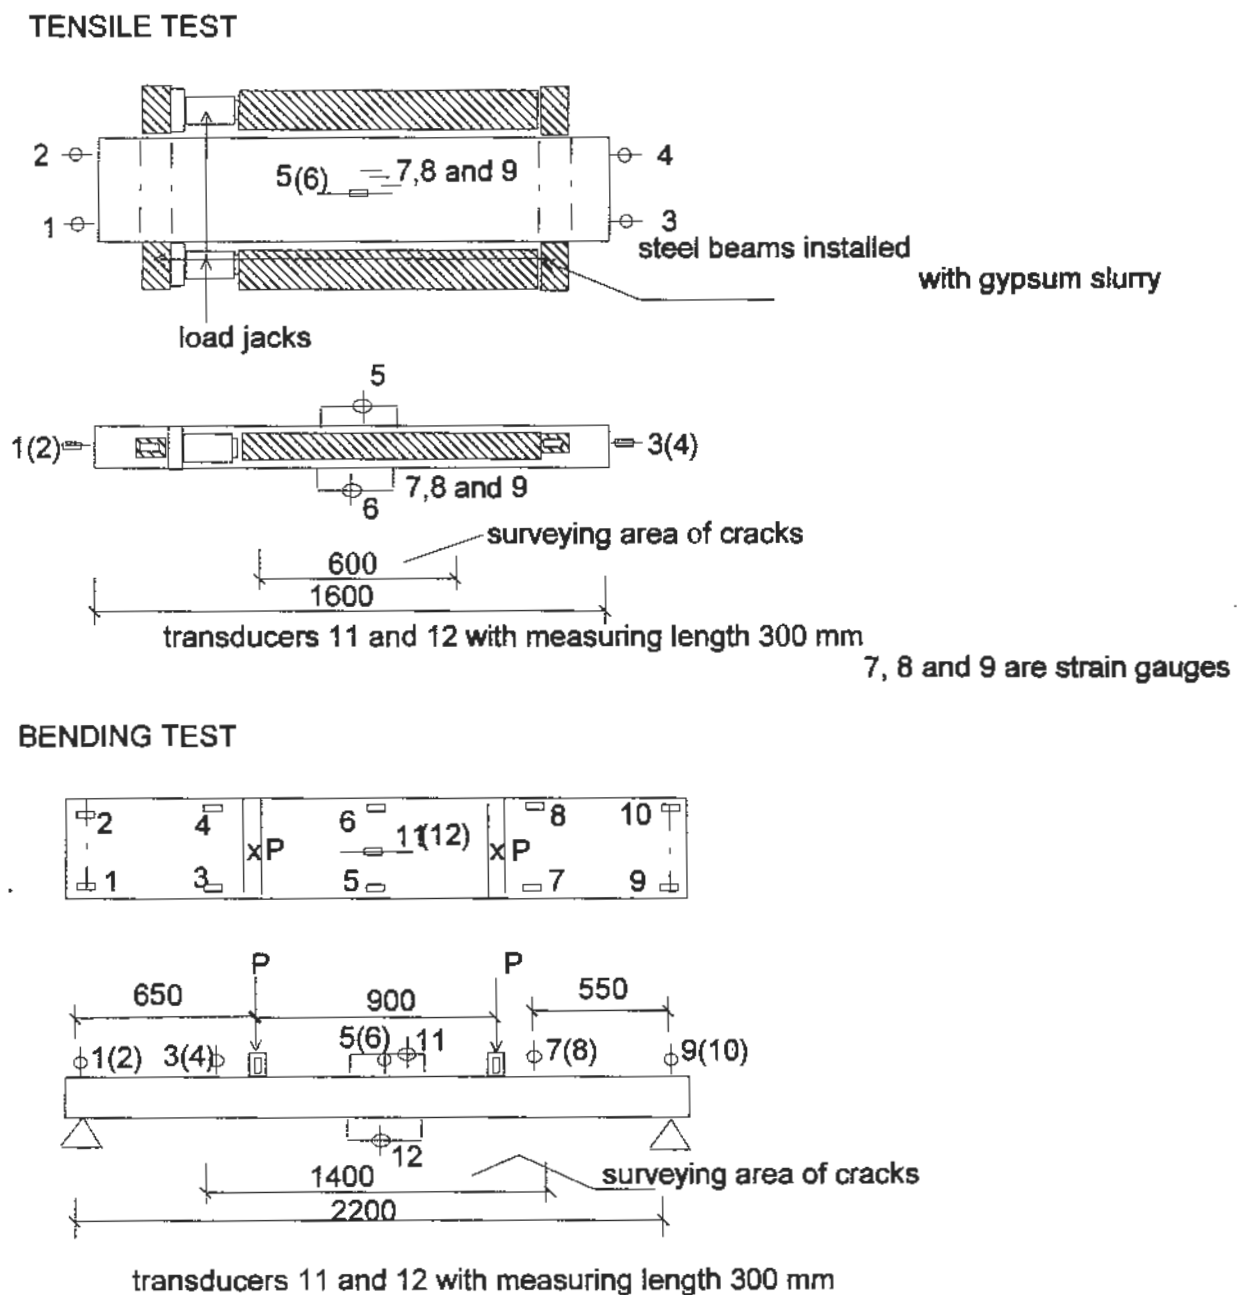 TENSILE TEST
2
4
5(6)
7,8 and 9
1
3
steel beams installed
with gypsum slurry
load jacks
5
1(2)
3(4)
7,8 and 9
6
surveying area of cracks
600
1600
transducers 11 and 12 with measuring length 300 mm
7, 8 and 9 are strain gauges
BENDING TEST
2
4
6
8
10
x P
11(12)
x P
1
3
5
7
9
P
P
650
900
550
1(2)
3(4)
5(6)
11
7(8)
9(10)
12
1400
surveying area of cracks
2200
transducers 11 and 12 with measuring length 300 mm